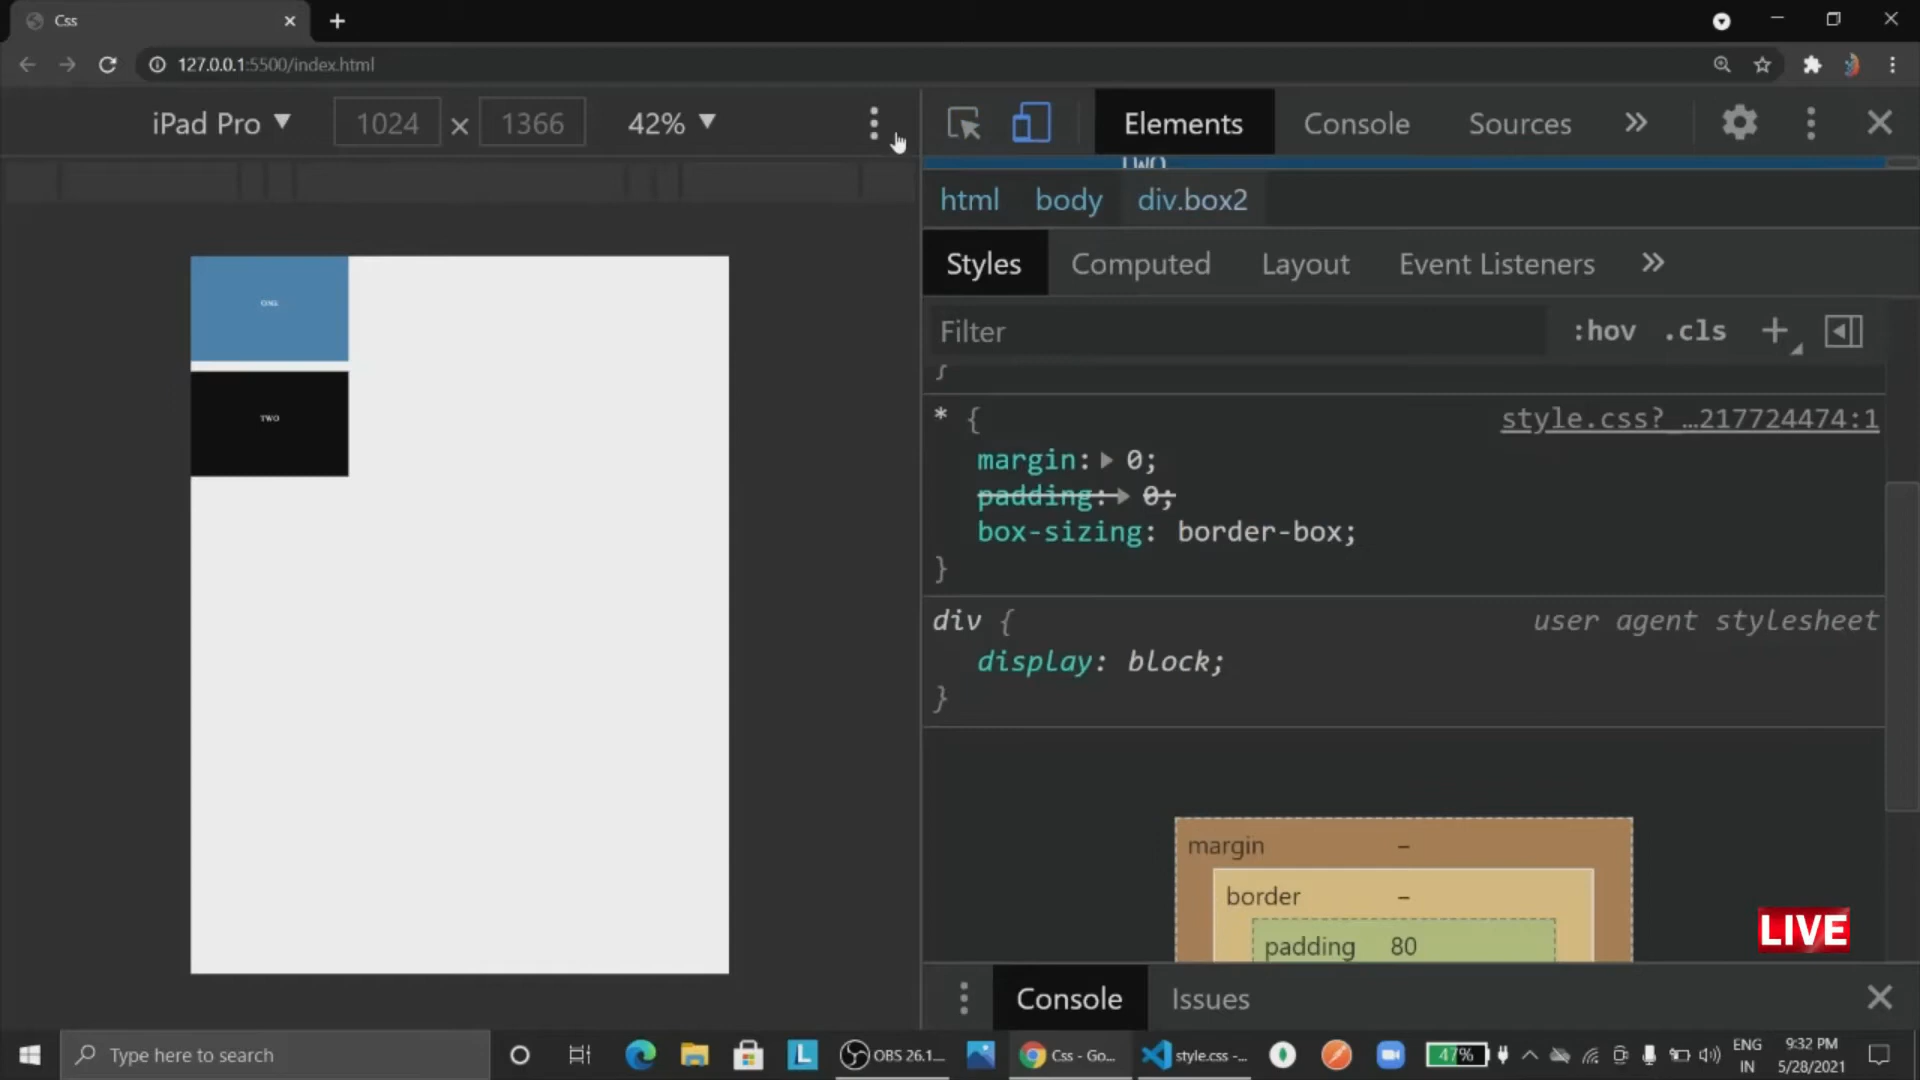 Css
127.0.0.1:5500/index.html
iPad Pro ▼ 1024 × 1366 42% ▼
Elements Console Sources »
TWO
html body div.box2
Styles Computed Layout Event Listeners »
Filter :hov .cls +
}
* { style.css?_…217724474:1
margin: 0;
padding: 0;
box-sizing: border-box;
}
div { user agent stylesheet
display: block;
}
margin –
border –
padding 80
ONE
TWO
LIVE
Console Issues
Type here to search
L
OBS 26.1...
Css - Go...
style.css -...
47%
ENG
IN
9:32 PM
5/28/2021